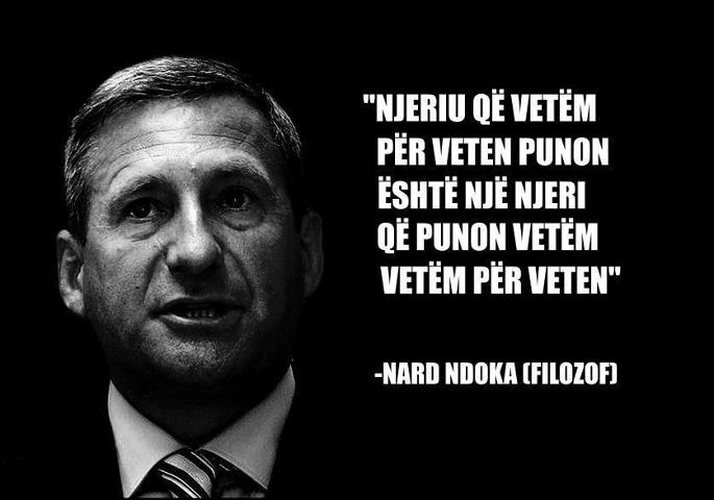 "NJERIU QË VETËM
PËR VETEN PUNON
ËSHTË NJË NJERI
QË PUNON VETËM
VETËM PËR VETEN"
-NARD NDOKA (FILOZOF)